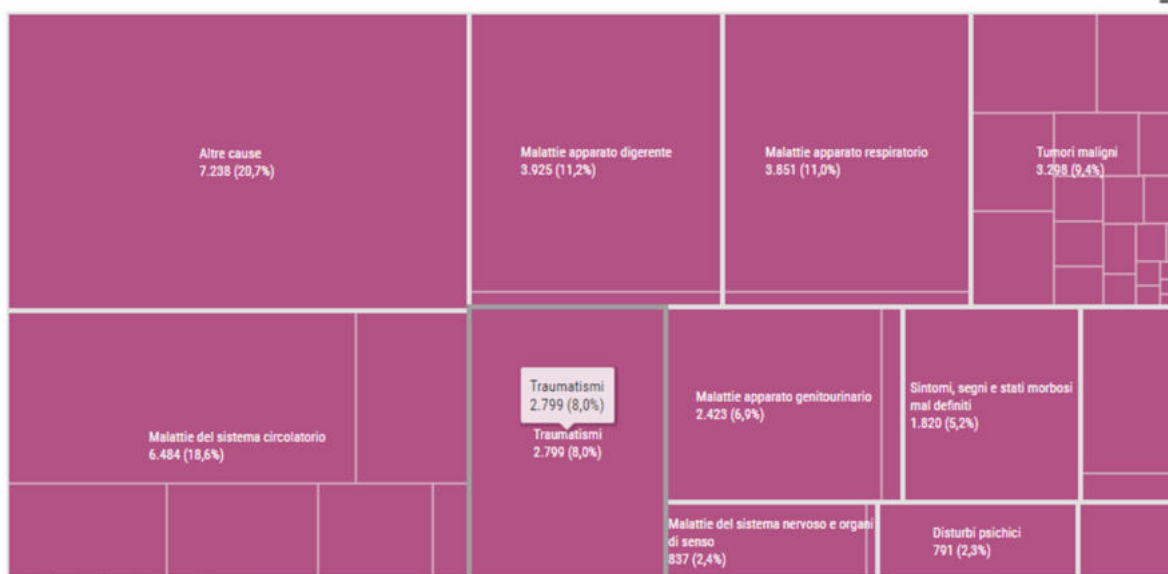 Altre cause
7.238 (20,7%)
Malattie apparato digerente
3.925 (11,2%)
Malattie apparato respiratorio
3.851 (11,0%)
Tumori maligni
3.298 (9,4%)
Malattie del sistema circolatorio
6.484 (18,6%)
Traumatismi
2.799 (8,0%)
Traumatismi
2.799 (8,0%)
Malattie apparato genitourinario
2.423 (6,9%)
Sintomi, segni e stati morbosi
mal definiti
1.820 (5,2%)
Malattie del sistema nervoso e organi
di senso
837 (2,4%)
Disturbi psichici
791 (2,3%)